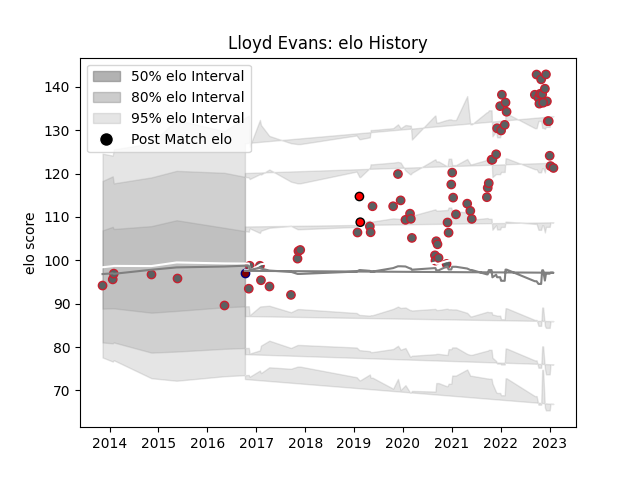 Lloyd Evans: elo History
50% elo Interval
80% elo Interval
95% elo Interval
Post Match elo
elo score
140
130
120
110
100
90
80
70
2014 2015 2016 2017 2018 2019 2020 2021 2022 2023